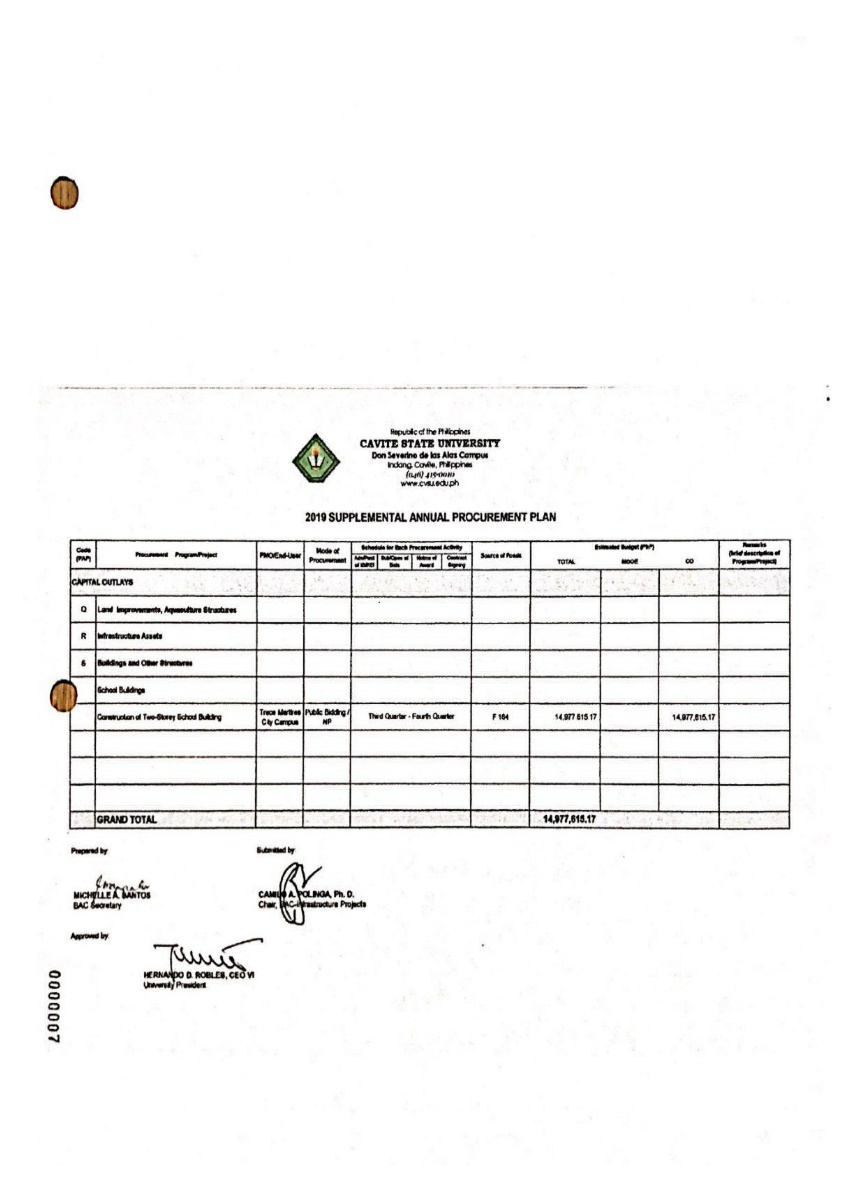 Republic of the Philippines
CAVITE STATE UNIVERSITY
Don Severino de las Alas Campus
Indang, Cavite, Philippines
(046) 415-0010
www.cvsu.edu.ph
2019 SUPPLEMENTAL ANNUAL PROCUREMENT PLAN
Code (PAP) Procurement Program/Project PMO/End-User Mode of Procurement Schedule for Each Procurement Activity Source of Funds Estimated Budget (PhP) Remarks (brief description of Program/Project)
Ads/Post of IB/REI Sub/Open of Bids Notice of Award Contract Signing TOTAL MOOE CO
CAPITAL OUTLAYS
Q Land Improvements, Aquaculture Structures
R Infrastructure Assets
6 Buildings and Other Structures
School Buildings
Construction of Two-Storey School Building Trece Martires City Campus Public Bidding / NP Third Quarter - Fourth Quarter F 164 14,977,615.17 14,977,615.17
GRAND TOTAL 14,977,615.17
Prepared by: Submitted by:
MICHELLE A. SANTOS CAMILO A. POLINGA, Ph. D.
BAC Secretary Chair, BAC-Infrastructure Projects
Approved by:
HERNANDO D. ROBLES, CEO VI
University President
0000007